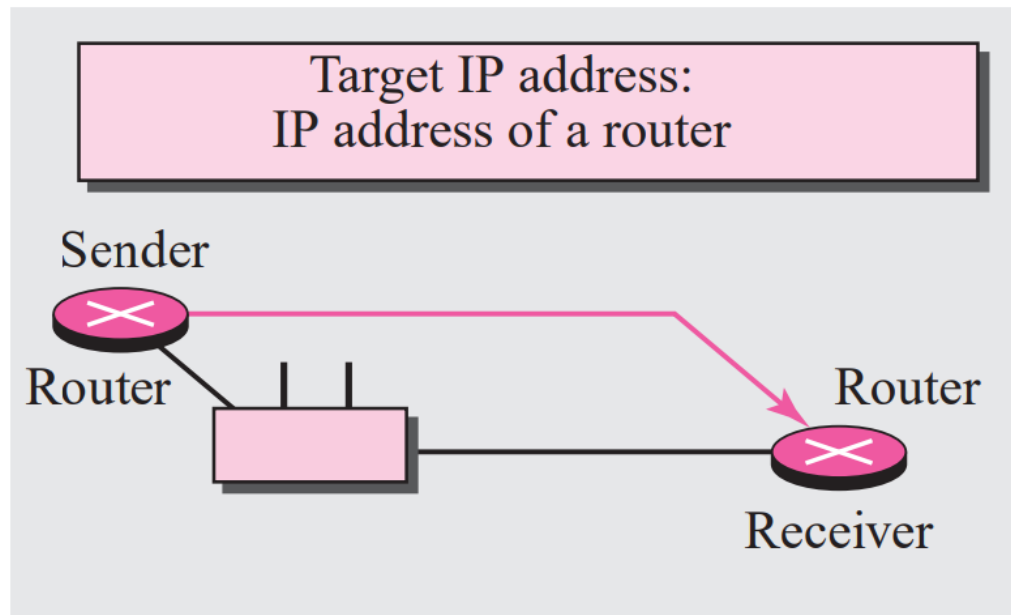 Target IP address:
IP address of a router
Sender
Router
Router
Receiver